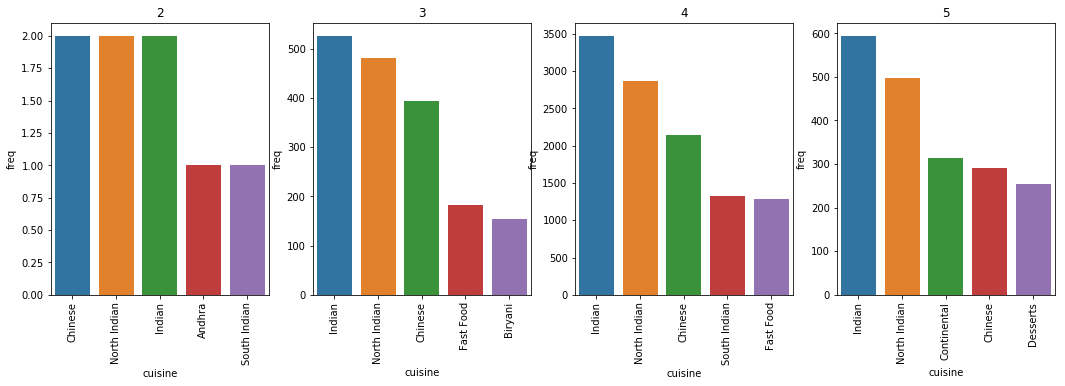 2
2.00
1.75
1.50
1.25
1.00
0.75
0.50
0.25
0.00
freq
Chinese
North Indian
Indian
Andhra
South Indian
cuisine
3
500
400
300
200
100
0
freq
Indian
North Indian
Chinese
Fast Food
Biryani
cuisine
4
3500
3000
2500
2000
1500
1000
500
0
freq
Indian
North Indian
Chinese
South Indian
Fast Food
cuisine
5
600
500
400
300
200
100
0
freq
Indian
North Indian
Continental
Chinese
Desserts
cuisine